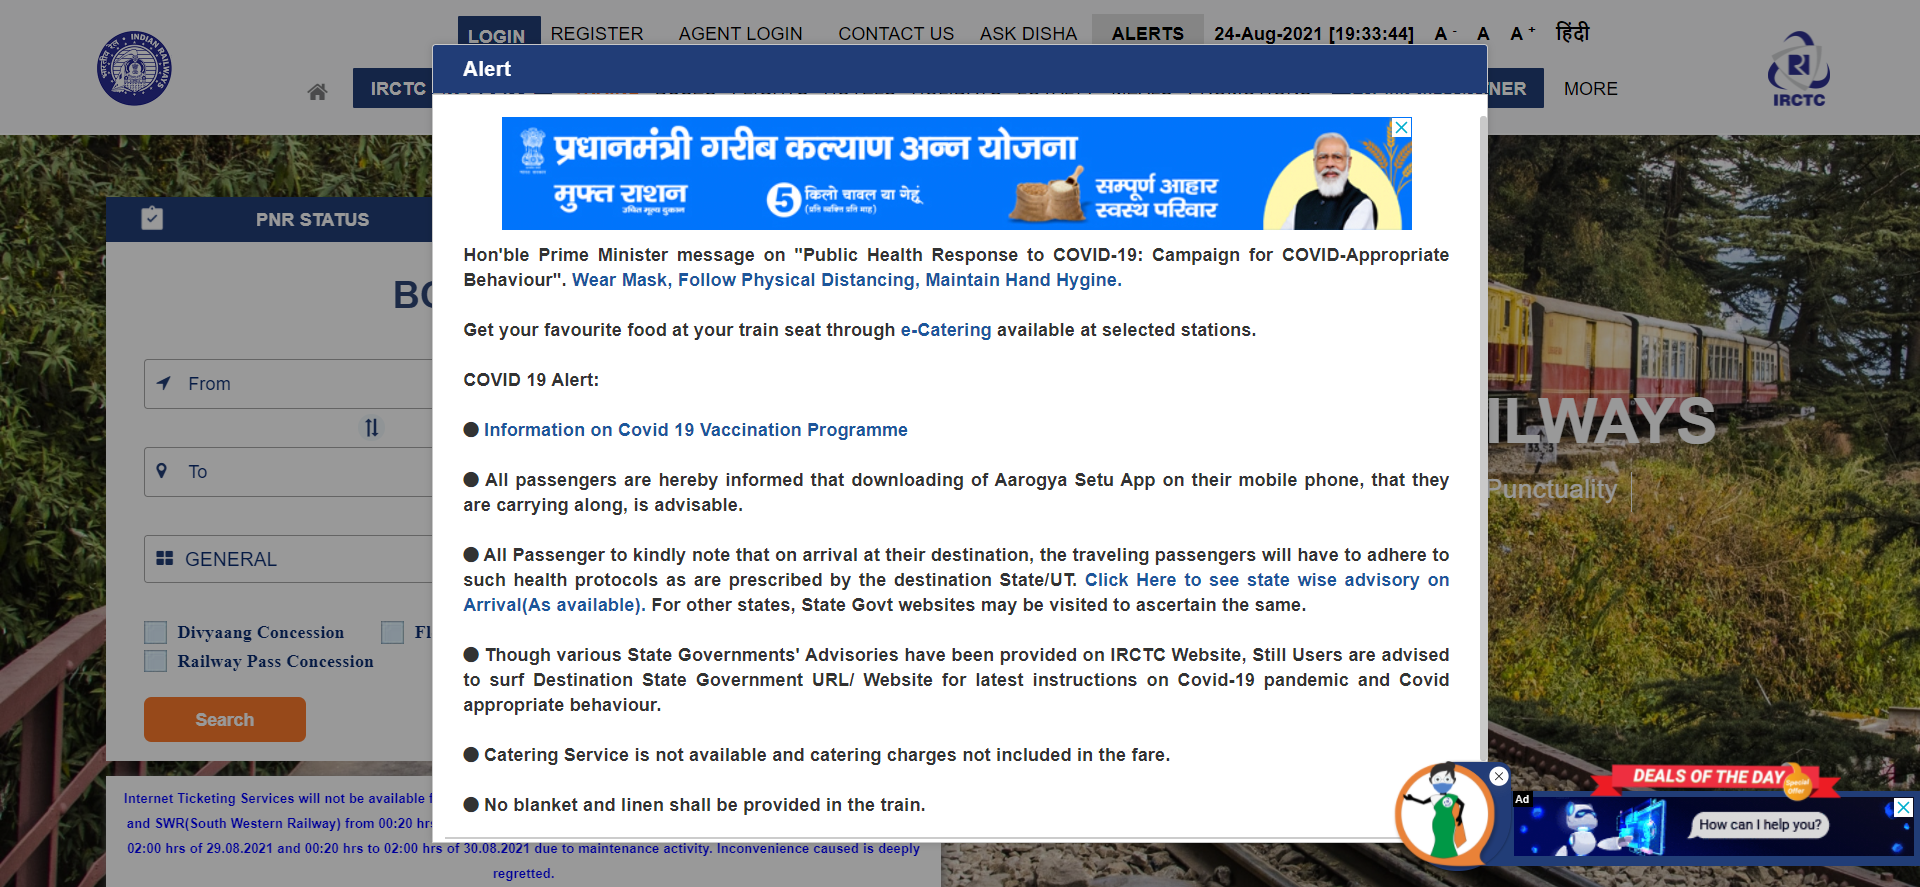 LOGIN REGISTER AGENT LOGIN CONTACT US ASK DISHA ALERTS 24-Aug-2021 [19:33:44] A - A A + हिंदी
INDIAN RAILWAYS
IRCTC
NER MORE
IRCTC
Alert
प्रधानमंत्री गरीब कल्याण अन्न योजना
मुफ्त राशन
उचित मूल्य दुकान
5 किलो चावल या गेहूं
(प्रति व्यक्ति प्रति माह)
सम्पूर्ण आहार
स्वस्थ परिवार
PNR STATUS
From
To
GENERAL
Divyaang Concession
Railway Pass Concession
Search
Hon'ble Prime Minister message on "Public Health Response to COVID-19: Campaign for COVID-Appropriate
Behaviour". Wear Mask, Follow Physical Distancing, Maintain Hand Hygine.
Get your favourite food at your train seat through e-Catering available at selected stations.
COVID 19 Alert:
● Information on Covid 19 Vaccination Programme
● All passengers are hereby informed that downloading of Aarogya Setu App on their mobile phone, that they
are carrying along, is advisable.
● All Passenger to kindly note that on arrival at their destination, the traveling passengers will have to adhere to
such health protocols as are prescribed by the destination State/UT. Click Here to see state wise advisory on
Arrival(As available). For other states, State Govt websites may be visited to ascertain the same.
● Though various State Governments' Advisories have been provided on IRCTC Website, Still Users are advised
to surf Destination State Government URL/ Website for latest instructions on Covid-19 pandemic and Covid
appropriate behaviour.
● Catering Service is not available and catering charges not included in the fare.
● No blanket and linen shall be provided in the train.
ILWAYS
Punctuality
Internet Ticketing Services will not be available f
and SWR(South Western Railway) from 00:20 hrs
02:00 hrs of 29.08.2021 and 00:20 hrs to 02:00 hrs of 30.08.2021 due to maintenance activity. Inconvenience caused is deeply
regretted.
DEALS OF THE DAY
Special
Offer
Ad
How can I help you?